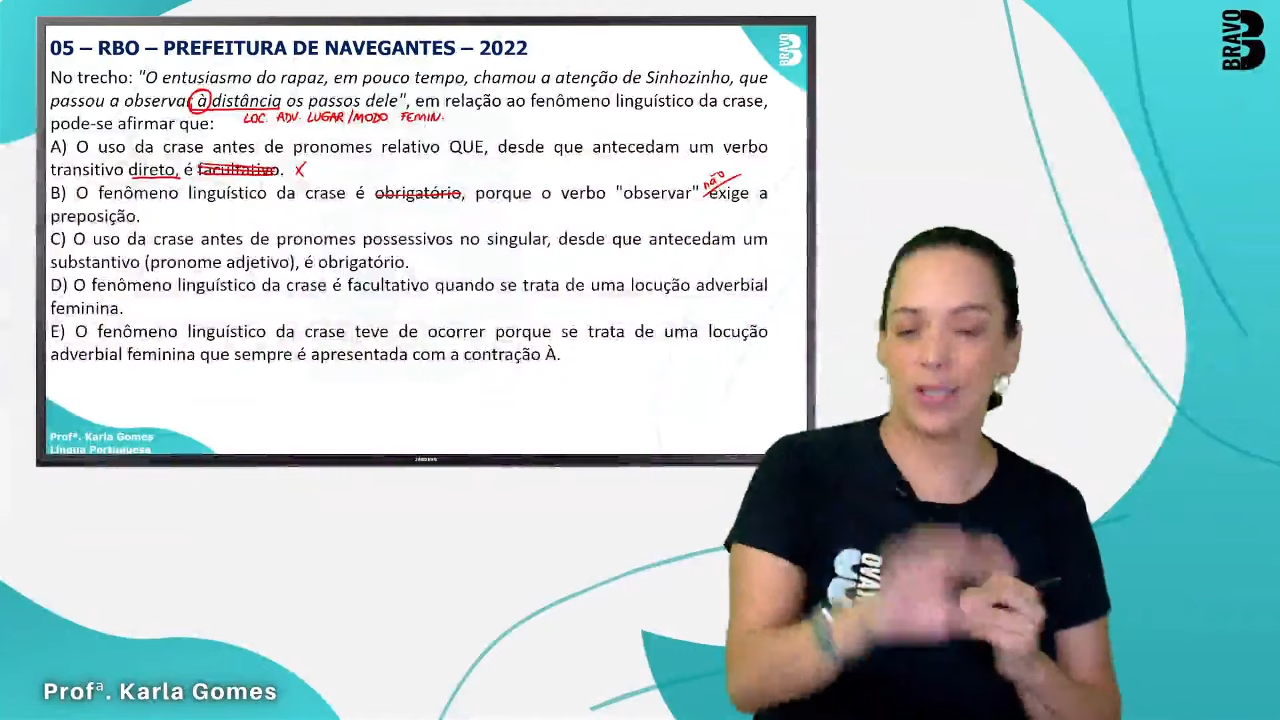 05 – RBO – PREFEITURA DE NAVEGANTES – 2022
No trecho: "O entusiasmo do rapaz, em pouco tempo, chamou a atenção de Sinhozinho, que
passou a observar à distância os passos dele", em relação ao fenômeno linguístico da crase,
LOC. ADV. LUGAR/MODO FEMIN.
pode-se afirmar que:
A) O uso da crase antes de pronomes relativo QUE, desde que antecedam um verbo
transitivo direto, é facultativo. X
não
B) O fenômeno linguístico da crase é obrigatório, porque o verbo "observar" exige a
preposição.
C) O uso da crase antes de pronomes possessivos no singular, desde que antecedam um
substantivo (pronome adjetivo), é obrigatório.
D) O fenômeno linguístico da crase é facultativo quando se trata de uma locução adverbial
feminina.
E) O fenômeno linguístico da crase teve de ocorrer porque se trata de uma locução
adverbial feminina que sempre é apresentada com a contração À.
Profª. Karla Gomes
Língua Portuguesa
BRAVO
BRAVO
Profª. Karla Gomes